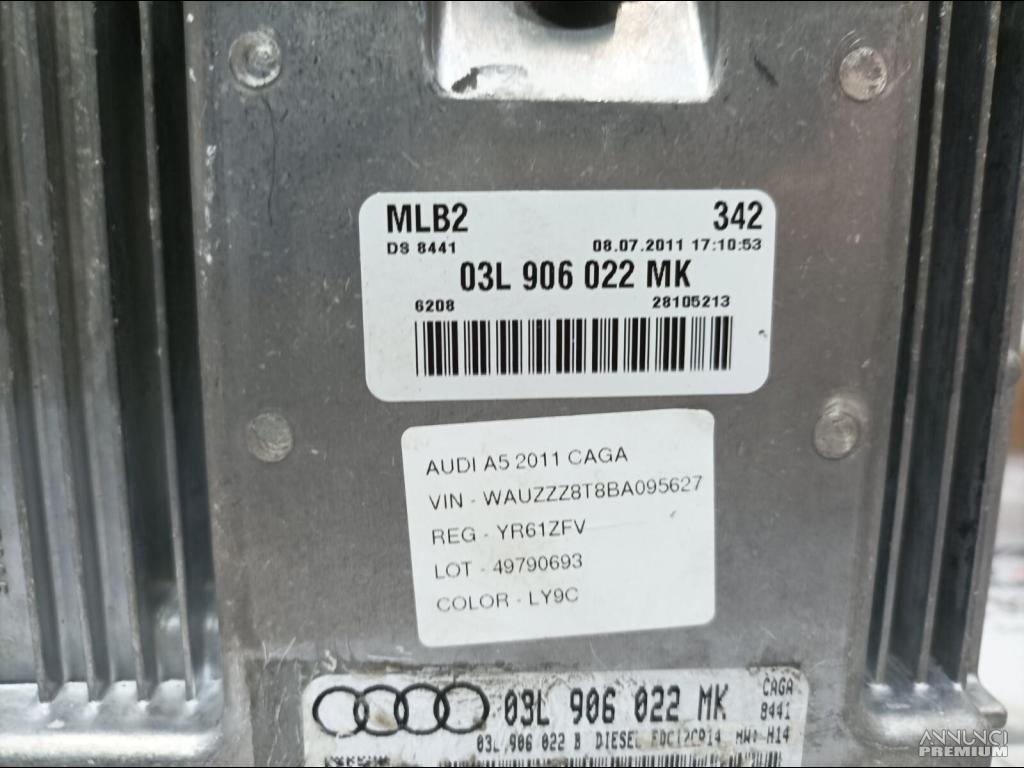 MLB2 342
DS 8441 08.07.2011 17:10:53
03L 906 022 MK
6208 28105213
AUDI A5 2011 CAGA
VIN - WAUZZZ8T8BA095627
REG - YR61ZFV
LOT - 49790693
COLOR - LY9C
03L 906 022 MK CAGA
8441
03L 906 022 B DIESEL EDC17CP14 HW: H14
ANNUNCI
PREMIUM